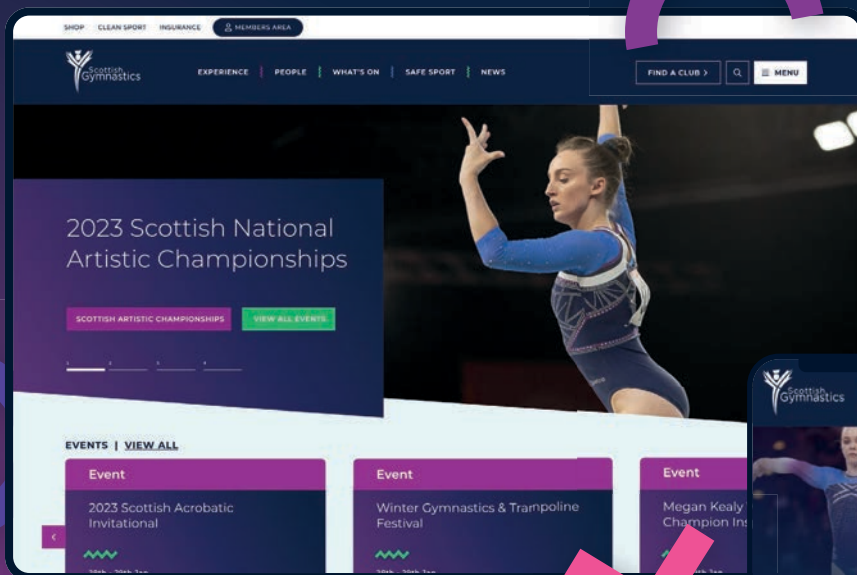 SHOP CLEAN SPORT INSURANCE MEMBERS AREA
Scottish
Gymnastics
EXPERIENCE PEOPLE WHAT'S ON SAFE SPORT NEWS
FIND A CLUB > MENU
2023 Scottish National
Artistic Championships
SCOTTISH ARTISTIC CHAMPIONSHIPS VIEW ALL EVENTS
Scottish
Gymnastics
EVENTS | VIEW ALL
Event
2023 Scottish Acrobatic
Invitational
Event
Winter Gymnastics & Trampoline
Festival
Event
Megan Kealy
Champion Ins